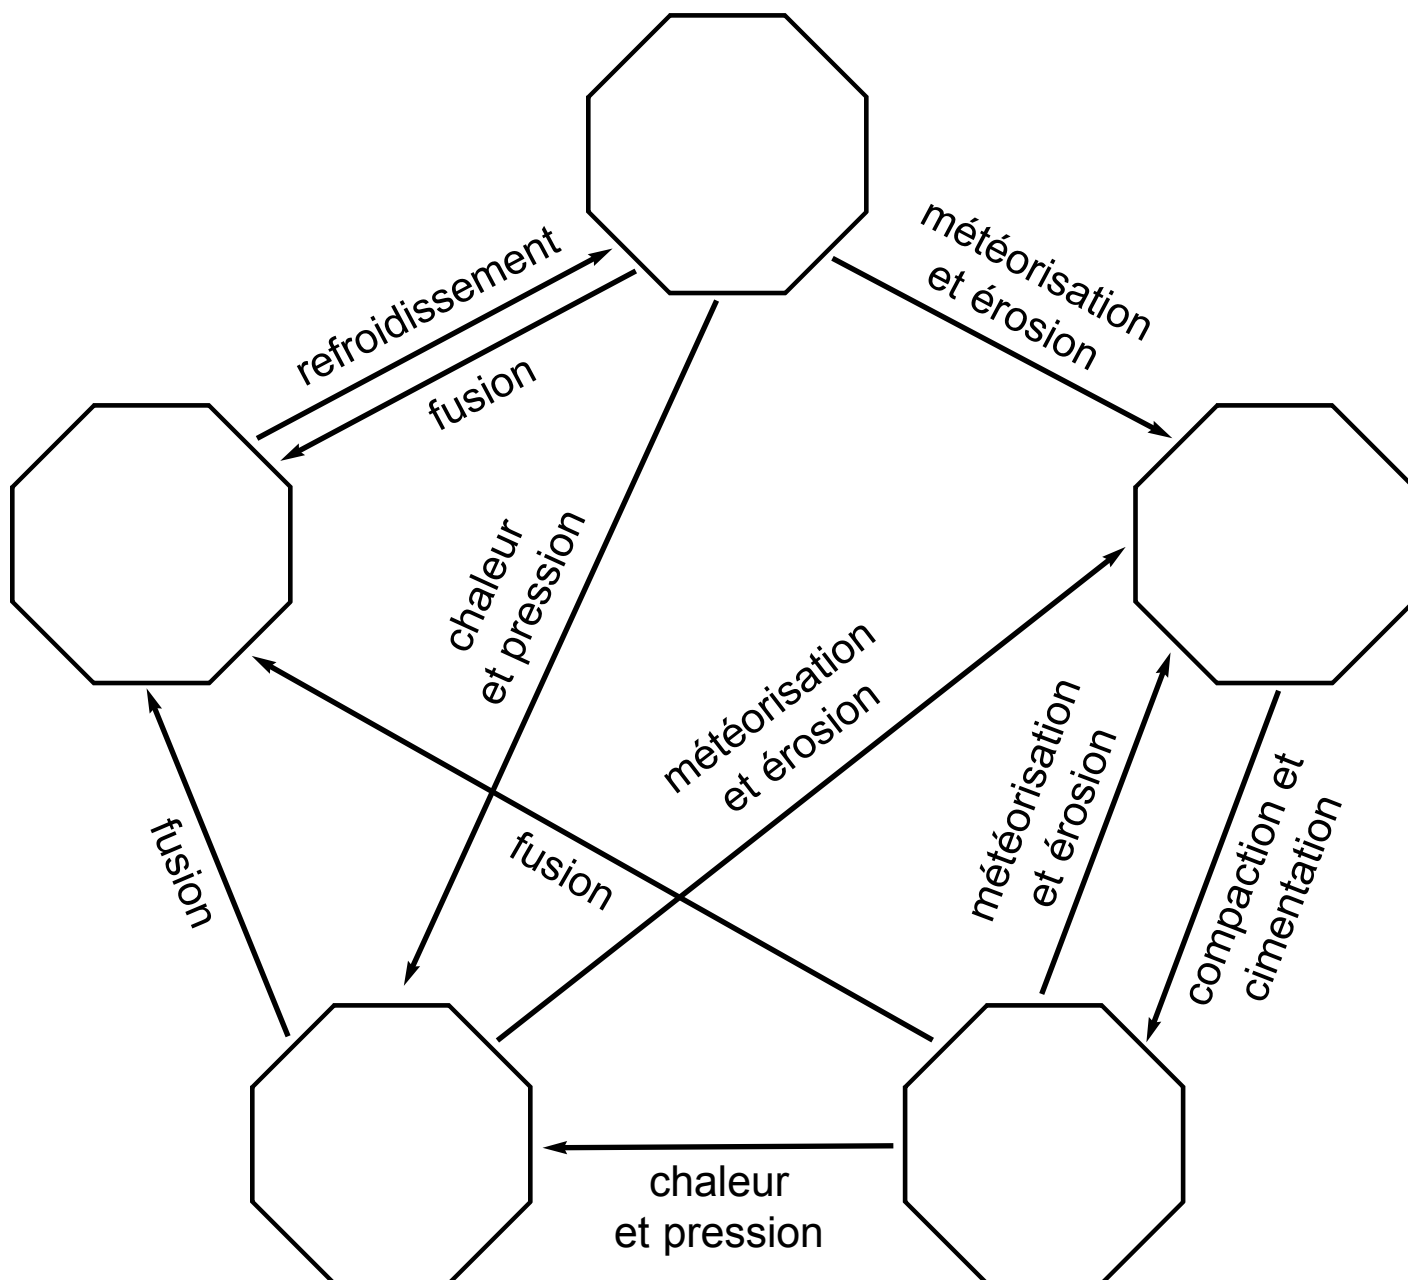 météorisation
et érosion
refroidissement
fusion
chaleur
et pression
météorisation
et érosion
météorisation
et érosion
compaction et
cimentation
fusion
fusion
chaleur
et pression